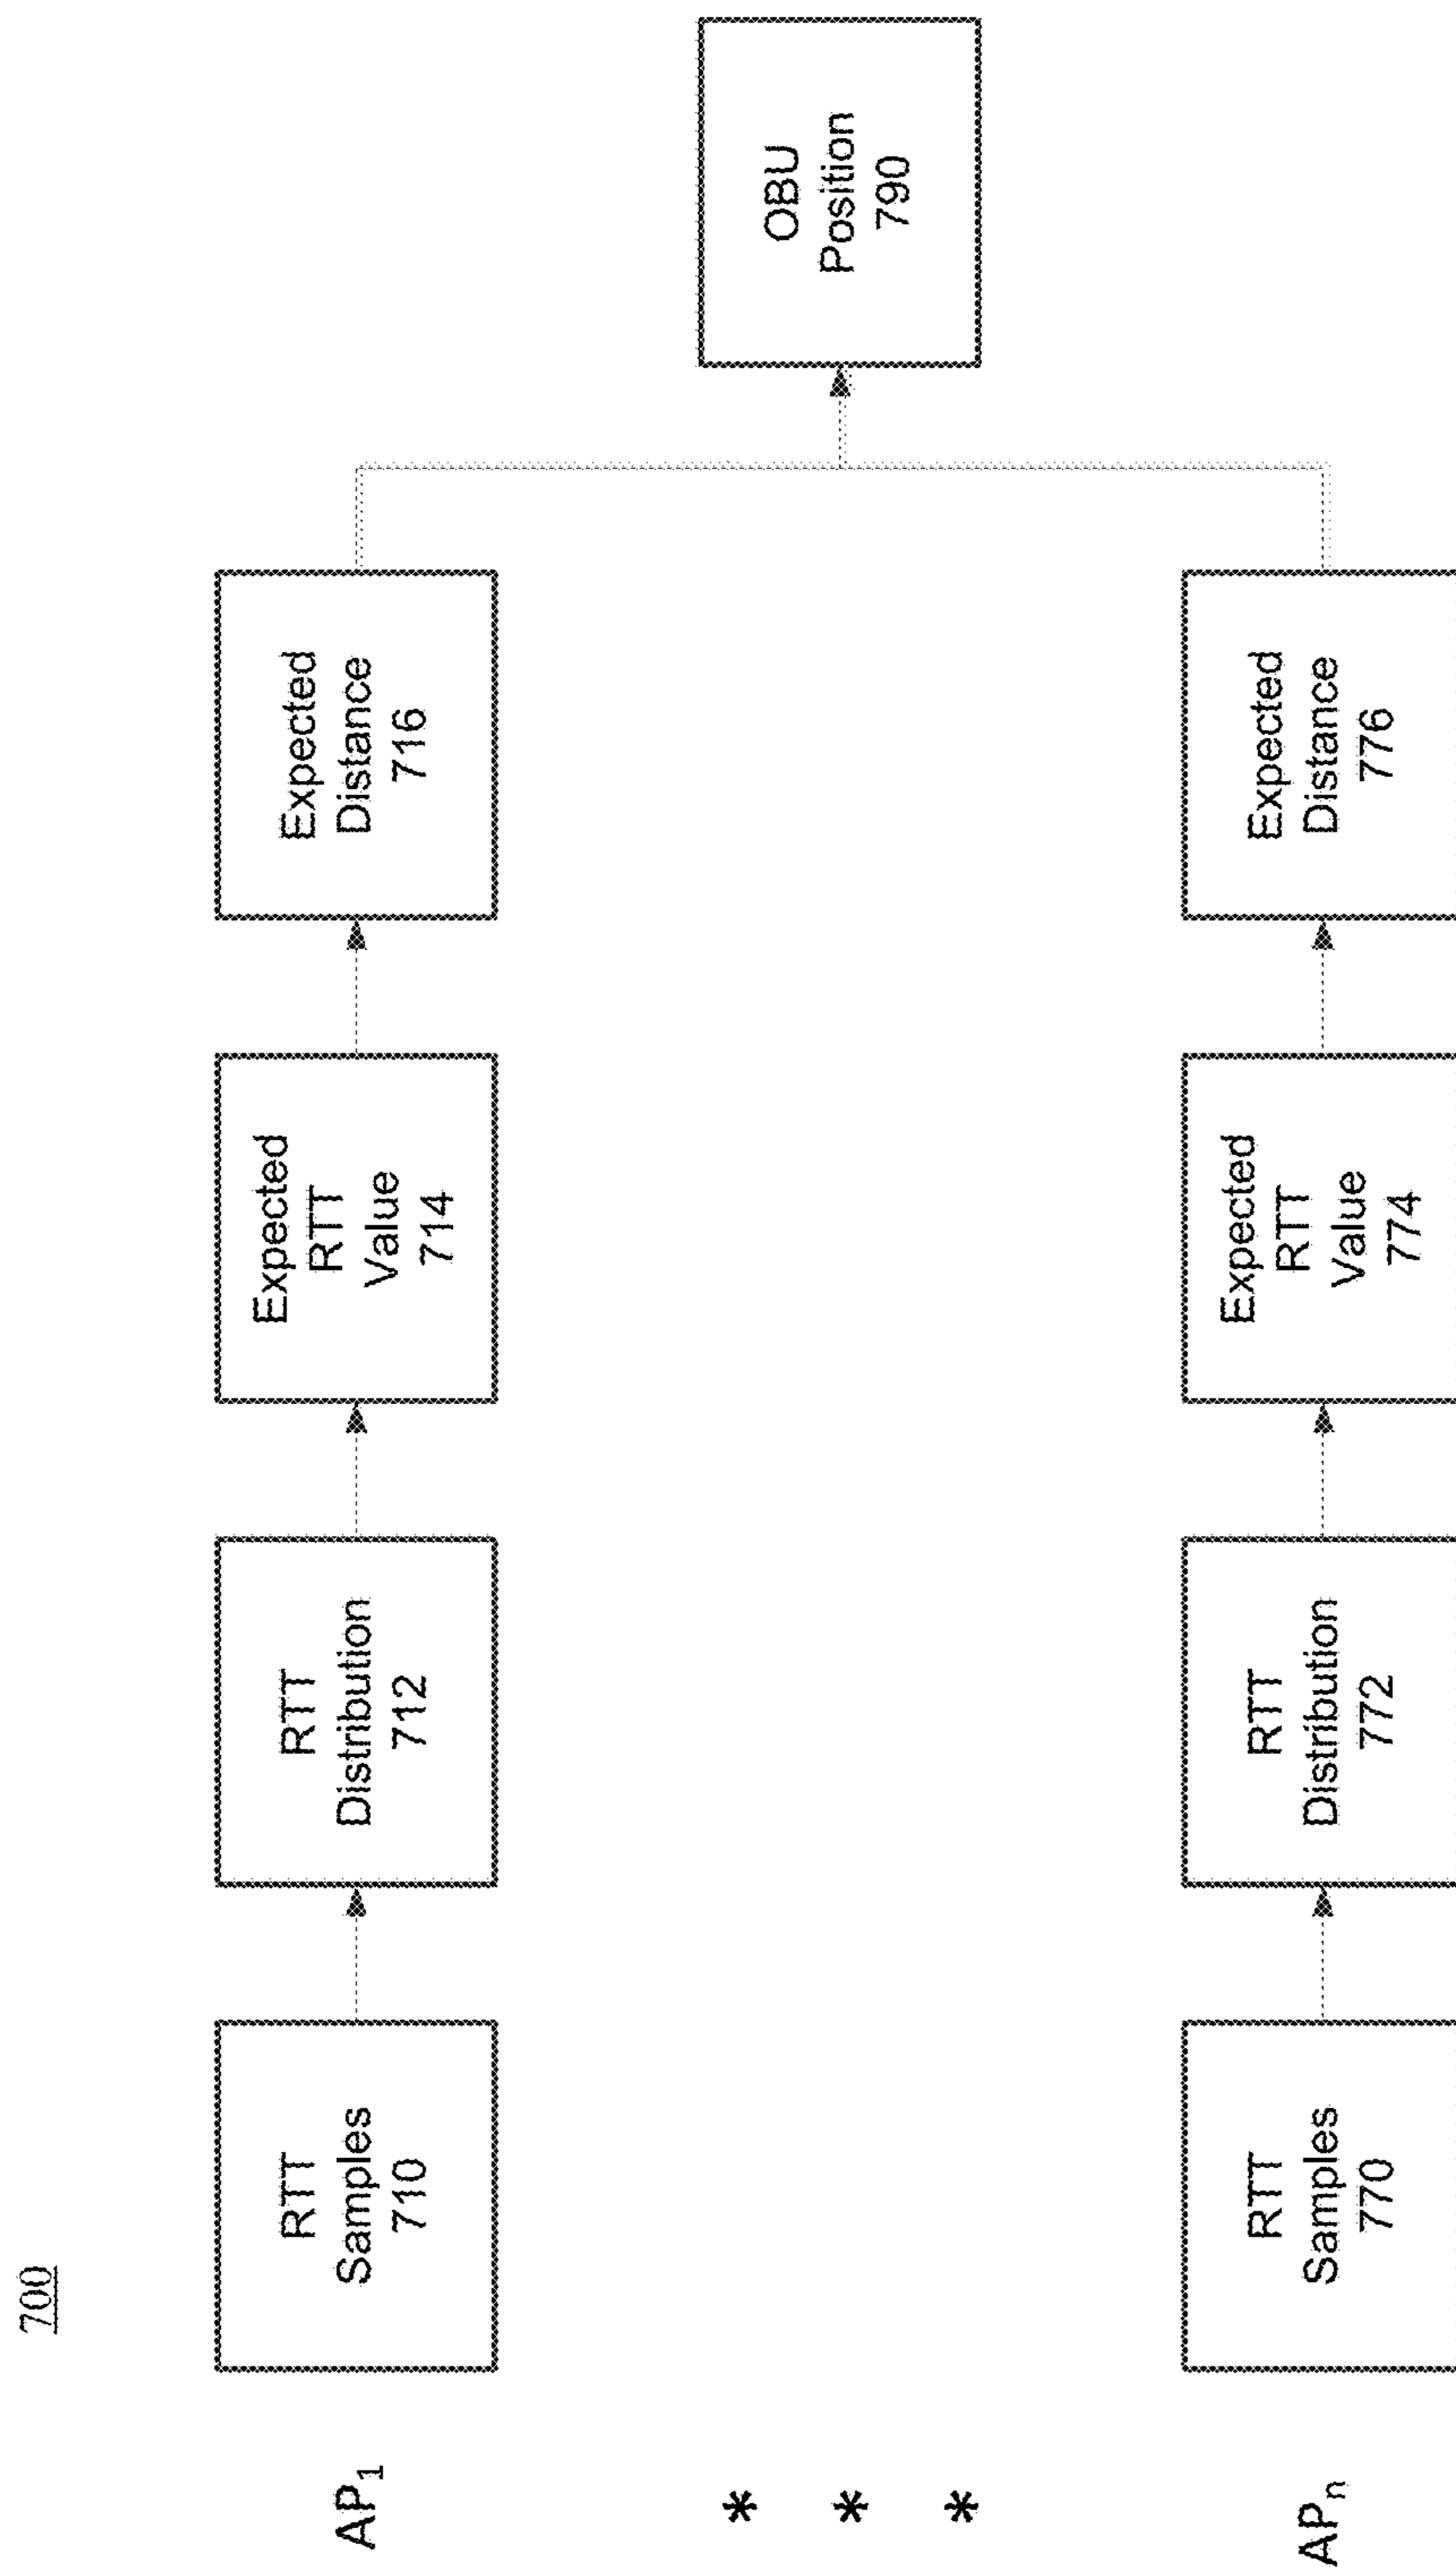 700
AP1
RTT
Samples
710
RTT
Distribution
712
Expected
RTT
Value
714
Expected
Distance
716
*
*
*
OBU
Position
790
APn
RTT
Samples
770
RTT
Distribution
772
Expected
RTT
Value
774
Expected
Distance
776